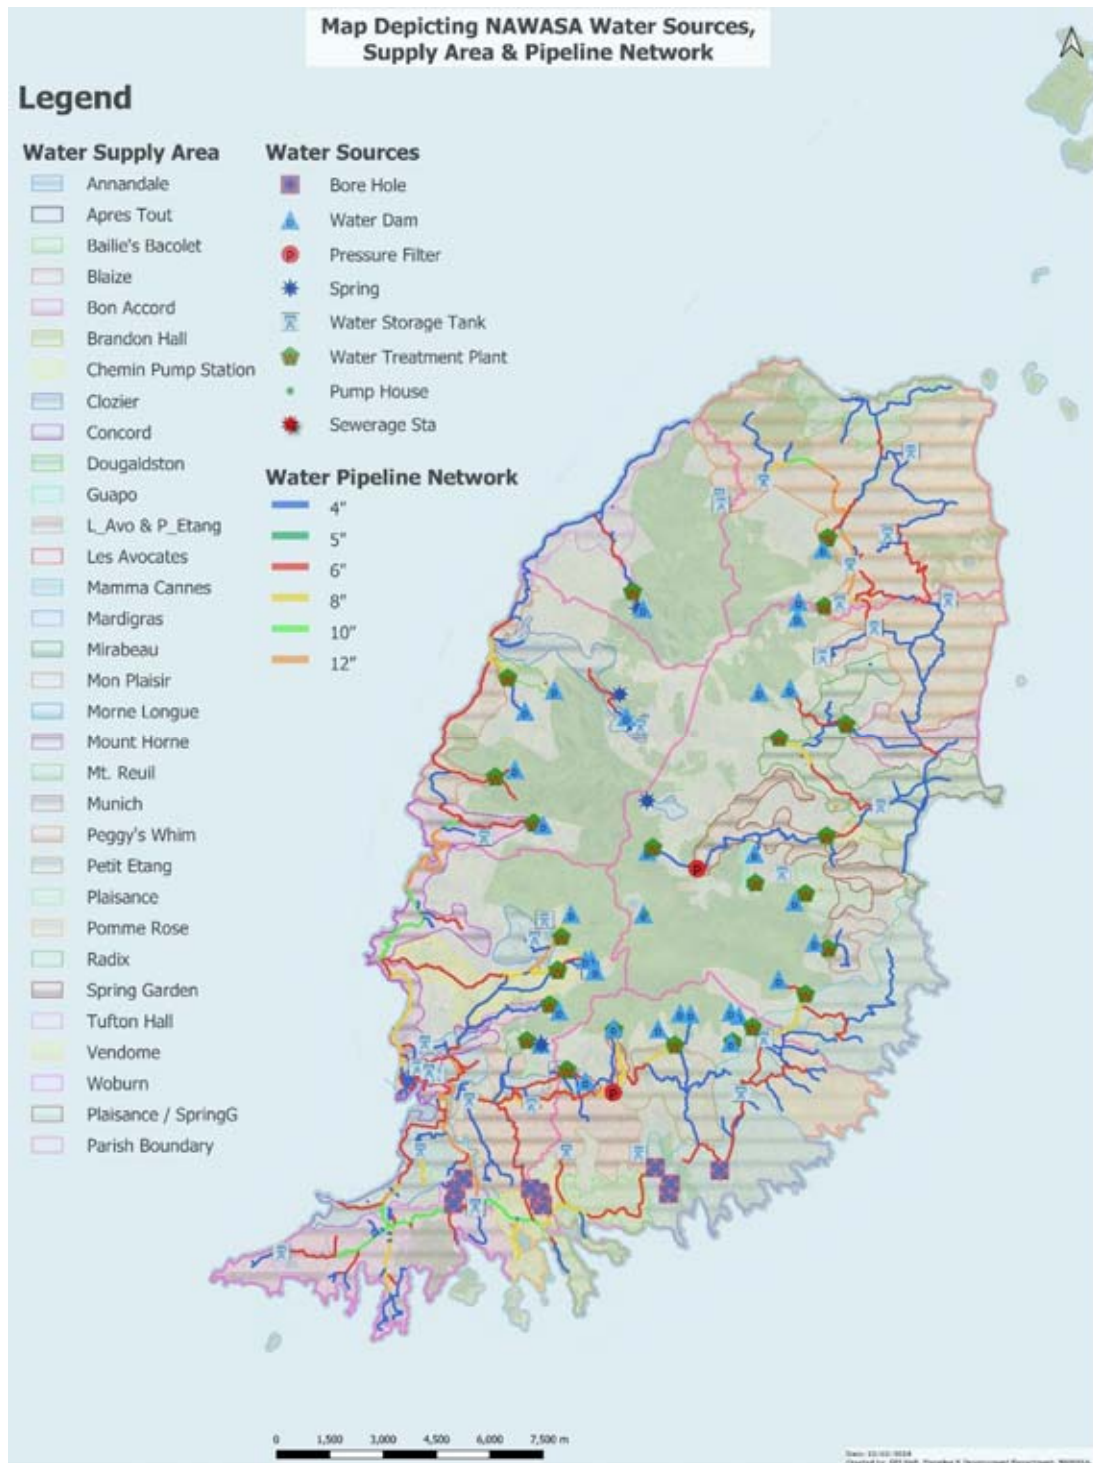 Map Depicting NAWASA Water Sources,
Supply Area & Pipeline Network
Legend
Water Supply Area
Annandale
Apres Tout
Bailie's Bacolet
Blaize
Bon Accord
Brandon Hall
Chemin Pump Station
Clozier
Concord
Dougaldston
Guapo
L_Avo & P_Etang
Les Avocates
Mamma Cannes
Mardigras
Mirabeau
Mon Plaisir
Morne Longue
Mount Horne
Mt. Reuil
Munich
Peggy's Whim
Petit Etang
Plaisance
Pomme Rose
Radix
Spring Garden
Tufton Hall
Vendome
Woburn
Plaisance / SpringG
Parish Boundary
Water Sources
Bore Hole
Water Dam
Pressure Filter
Spring
Water Storage Tank
Water Treatment Plant
Pump House
Sewerage Sta
Water Pipeline Network
4"
5"
6"
8"
10"
12"
P
P
0 1,500 3,000 4,500 6,000 7,500 m